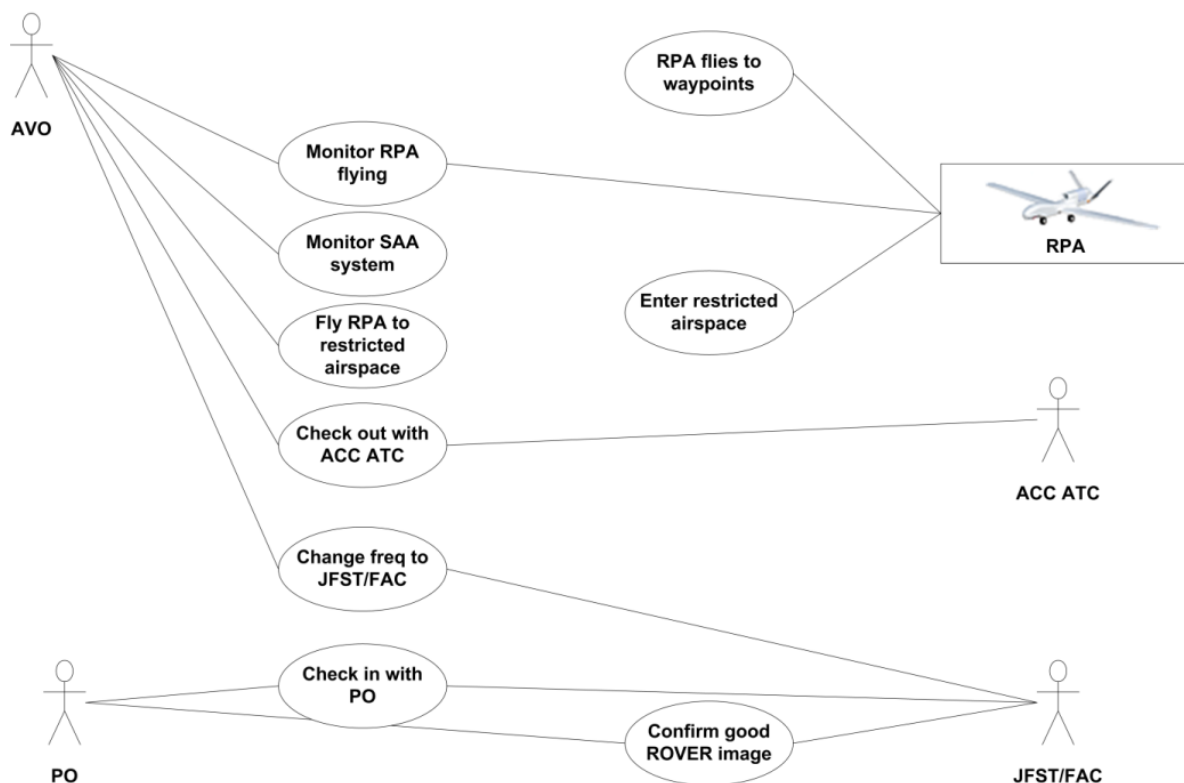 AVO
RPA flies to
waypoints
Monitor RPA
flying
RPA
Monitor SAA
system
Enter restricted
airspace
Fly RPA to
restricted
airspace
Check out with
ACC ATC
ACC ATC
Change freq to
JFST/FAC
Check in with
PO
Confirm good
ROVER image
PO
JFST/FAC